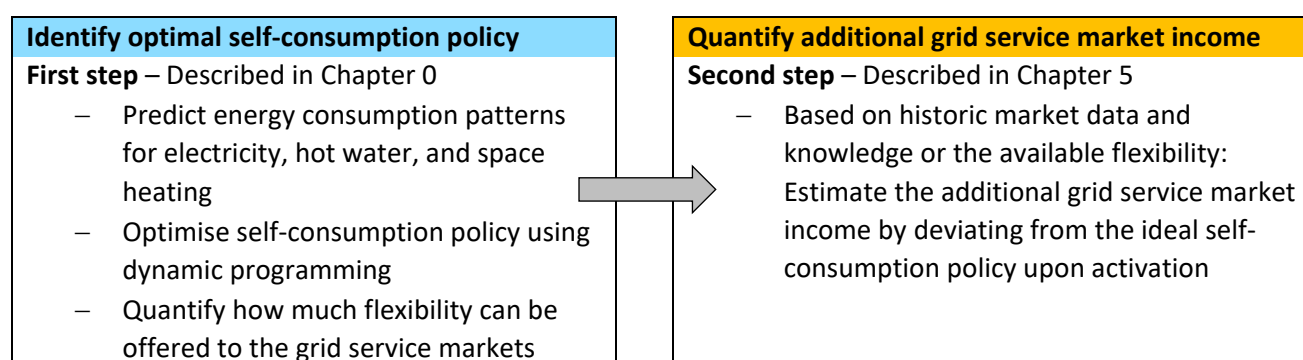 Identify optimal self-consumption policy
First step – Described in Chapter 0
– Predict energy consumption patterns
for electricity, hot water, and space
heating
– Optimise self-consumption policy using
dynamic programming
– Quantify how much flexibility can be
offered to the grid service markets
Quantify additional grid service market income
Second step – Described in Chapter 5
– Based on historic market data and
knowledge or the available flexibility:
Estimate the additional grid service market
income by deviating from the ideal self-
consumption policy upon activation